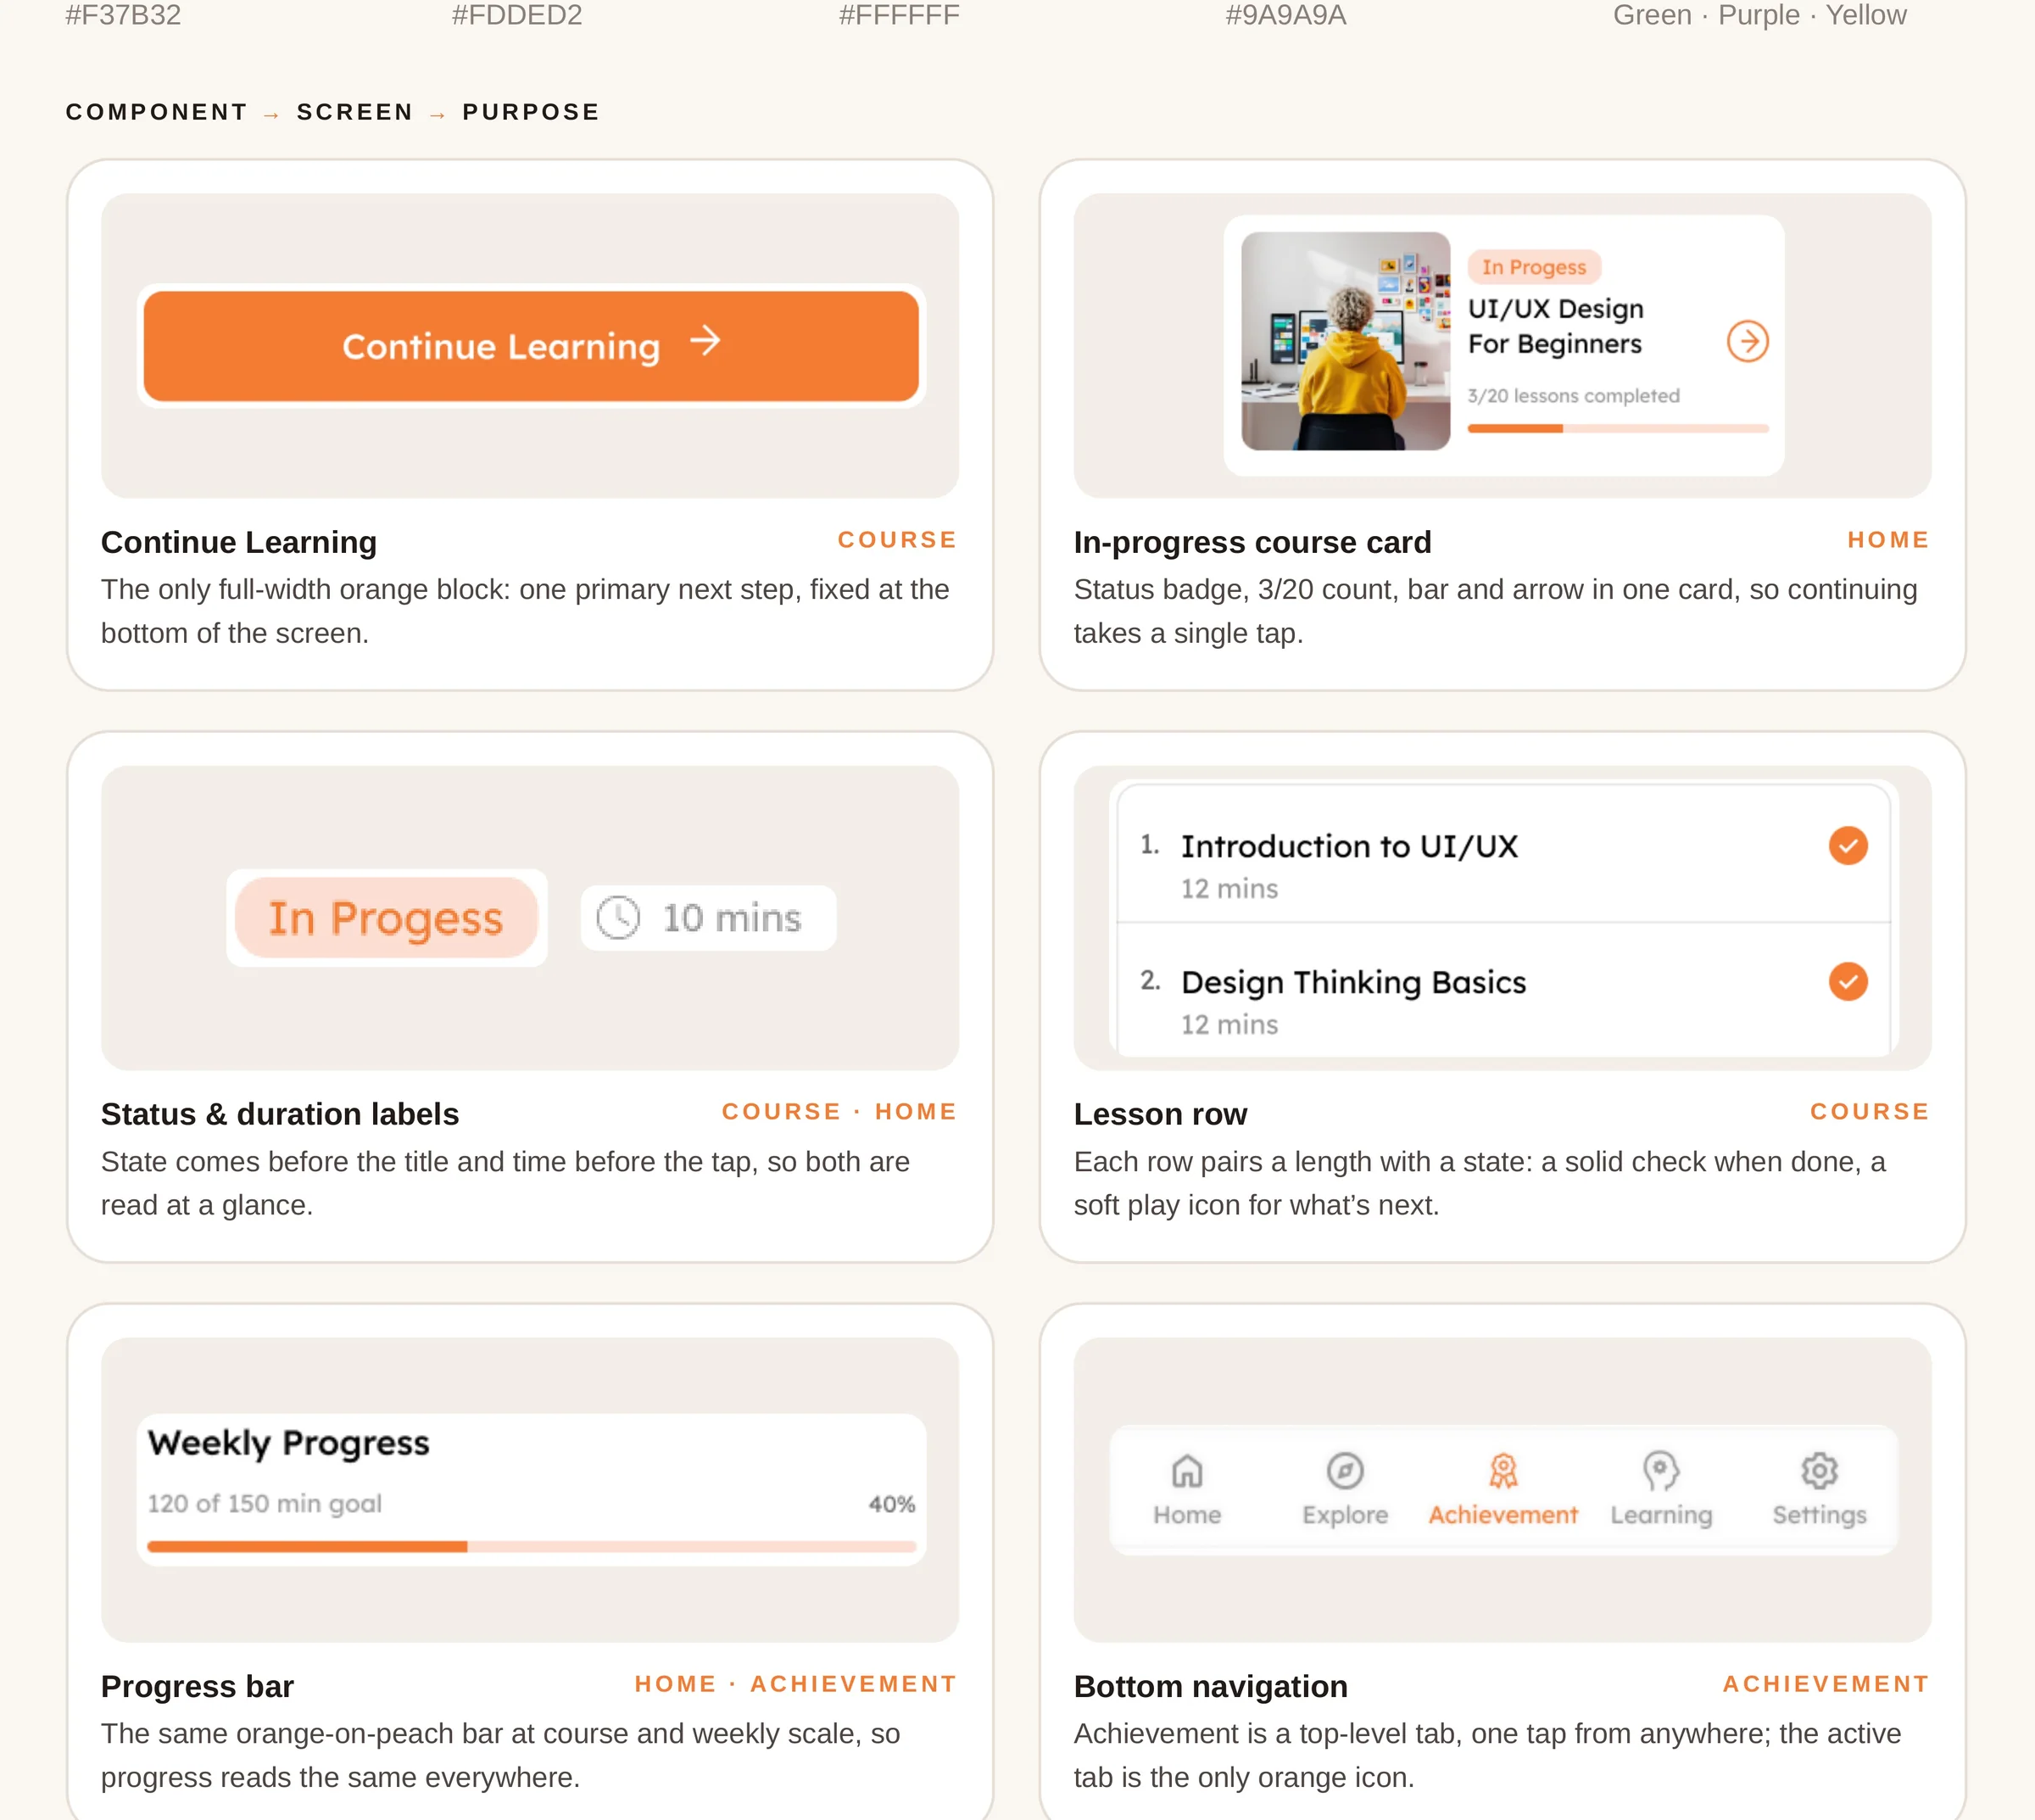 #F37B32 #FDDED2 #FFFFFF #9A9A9A Green · Purple · Yellow
COMPONENT → SCREEN → PURPOSE
Continue Learning →
Continue Learning COURSE
The only full-width orange block: one primary next step, fixed at the
bottom of the screen.
In Progess
UI/UX Design
For Beginners
3/20 lessons completed
In-progress course card HOME
Status badge, 3/20 count, bar and arrow in one card, so continuing
takes a single tap.
In Progess 10 mins
Status & duration labels COURSE · HOME
State comes before the title and time before the tap, so both are
read at a glance.
1. Introduction to UI/UX
12 mins
2. Design Thinking Basics
12 mins
Lesson row COURSE
Each row pairs a length with a state: a solid check when done, a
soft play icon for what’s next.
Weekly Progress
120 of 150 min goal 40%
Progress bar HOME · ACHIEVEMENT
The same orange-on-peach bar at course and weekly scale, so
progress reads the same everywhere.
Home Explore Achievement Learning Settings
Bottom navigation ACHIEVEMENT
Achievement is a top-level tab, one tap from anywhere; the active
tab is the only orange icon.